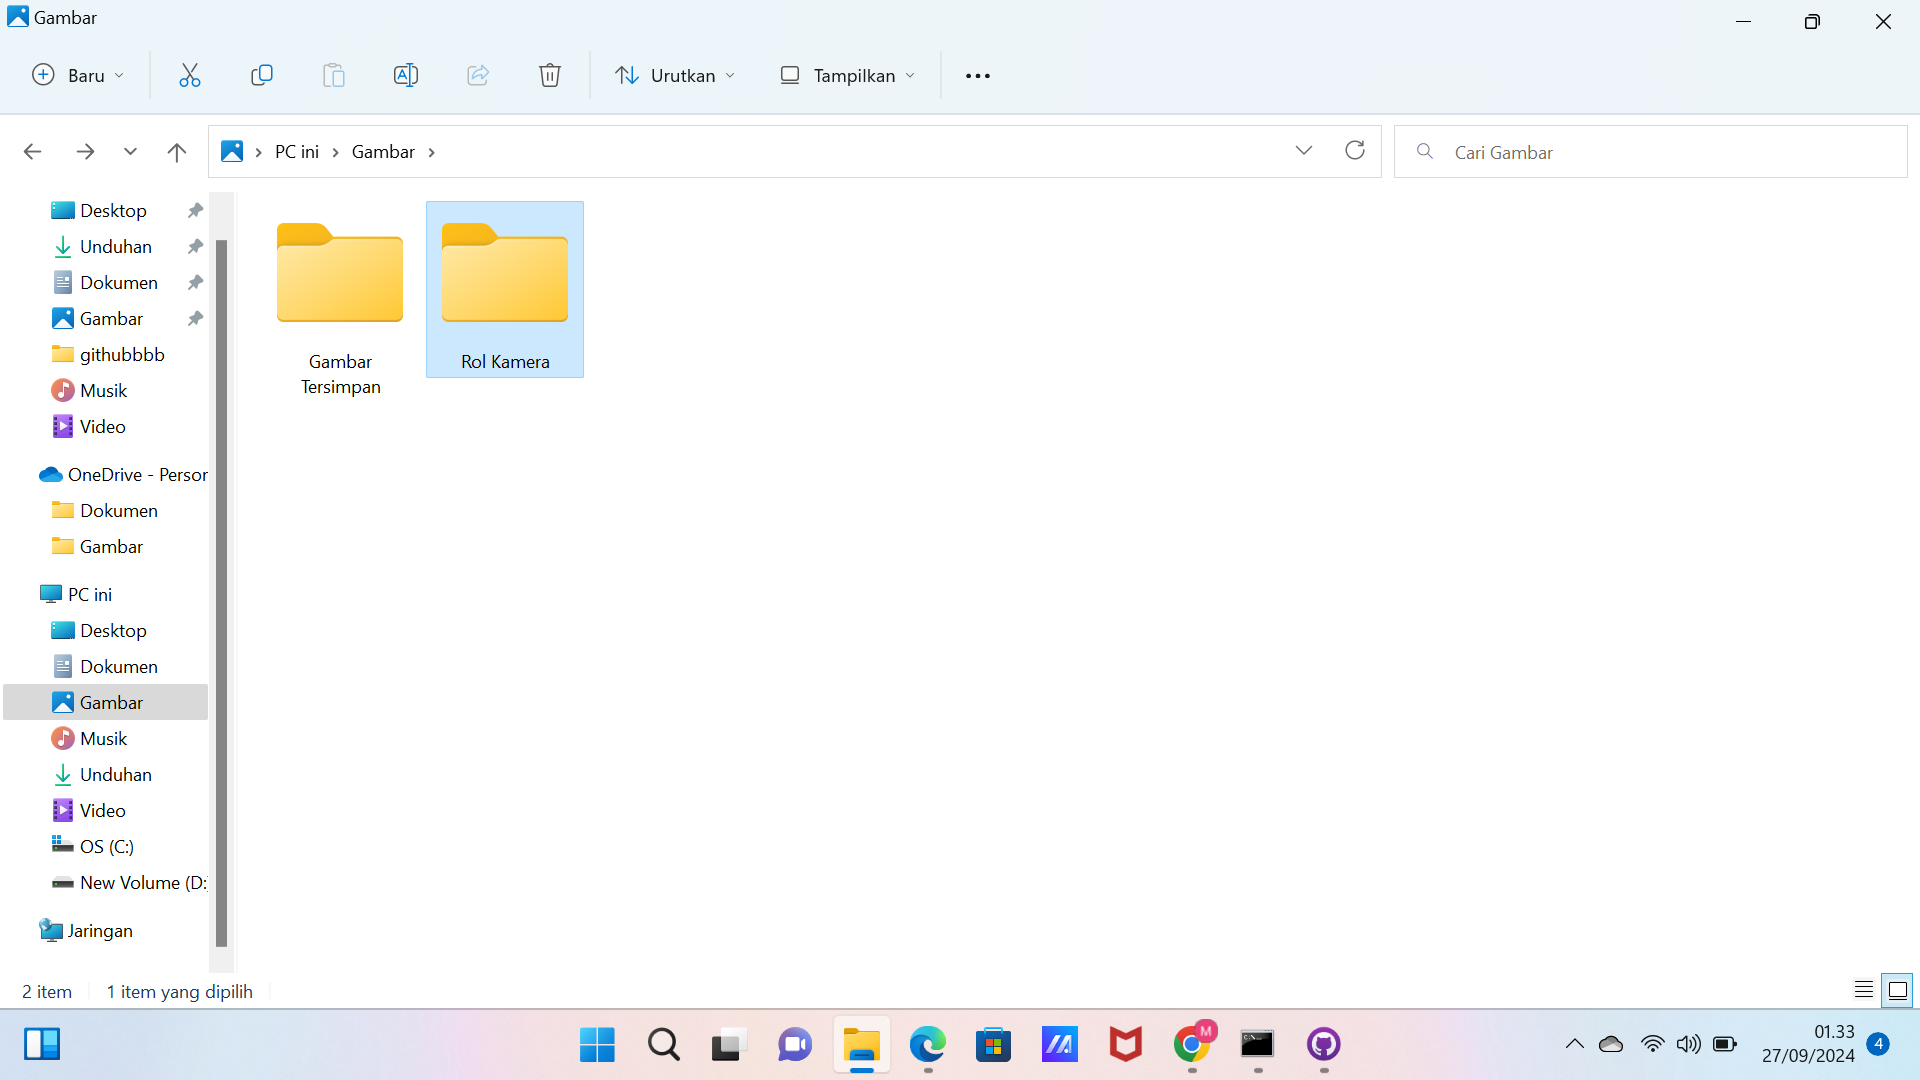 Gambar
Baru
Urutkan
Tampilkan
PC ini
Gambar
Cari Gambar
Desktop
Unduhan
Dokumen
Gambar
githubbbb
Musik
Video
OneDrive - Person
Dokumen
Gambar
PC ini
Desktop
Dokumen
Gambar
Musik
Unduhan
Video
OS (C:)
New Volume (D:)
Jaringan
Gambar
Tersimpan
Rol Kamera
2 item
1 item yang dipilih
M
01.33
27/09/2024
4